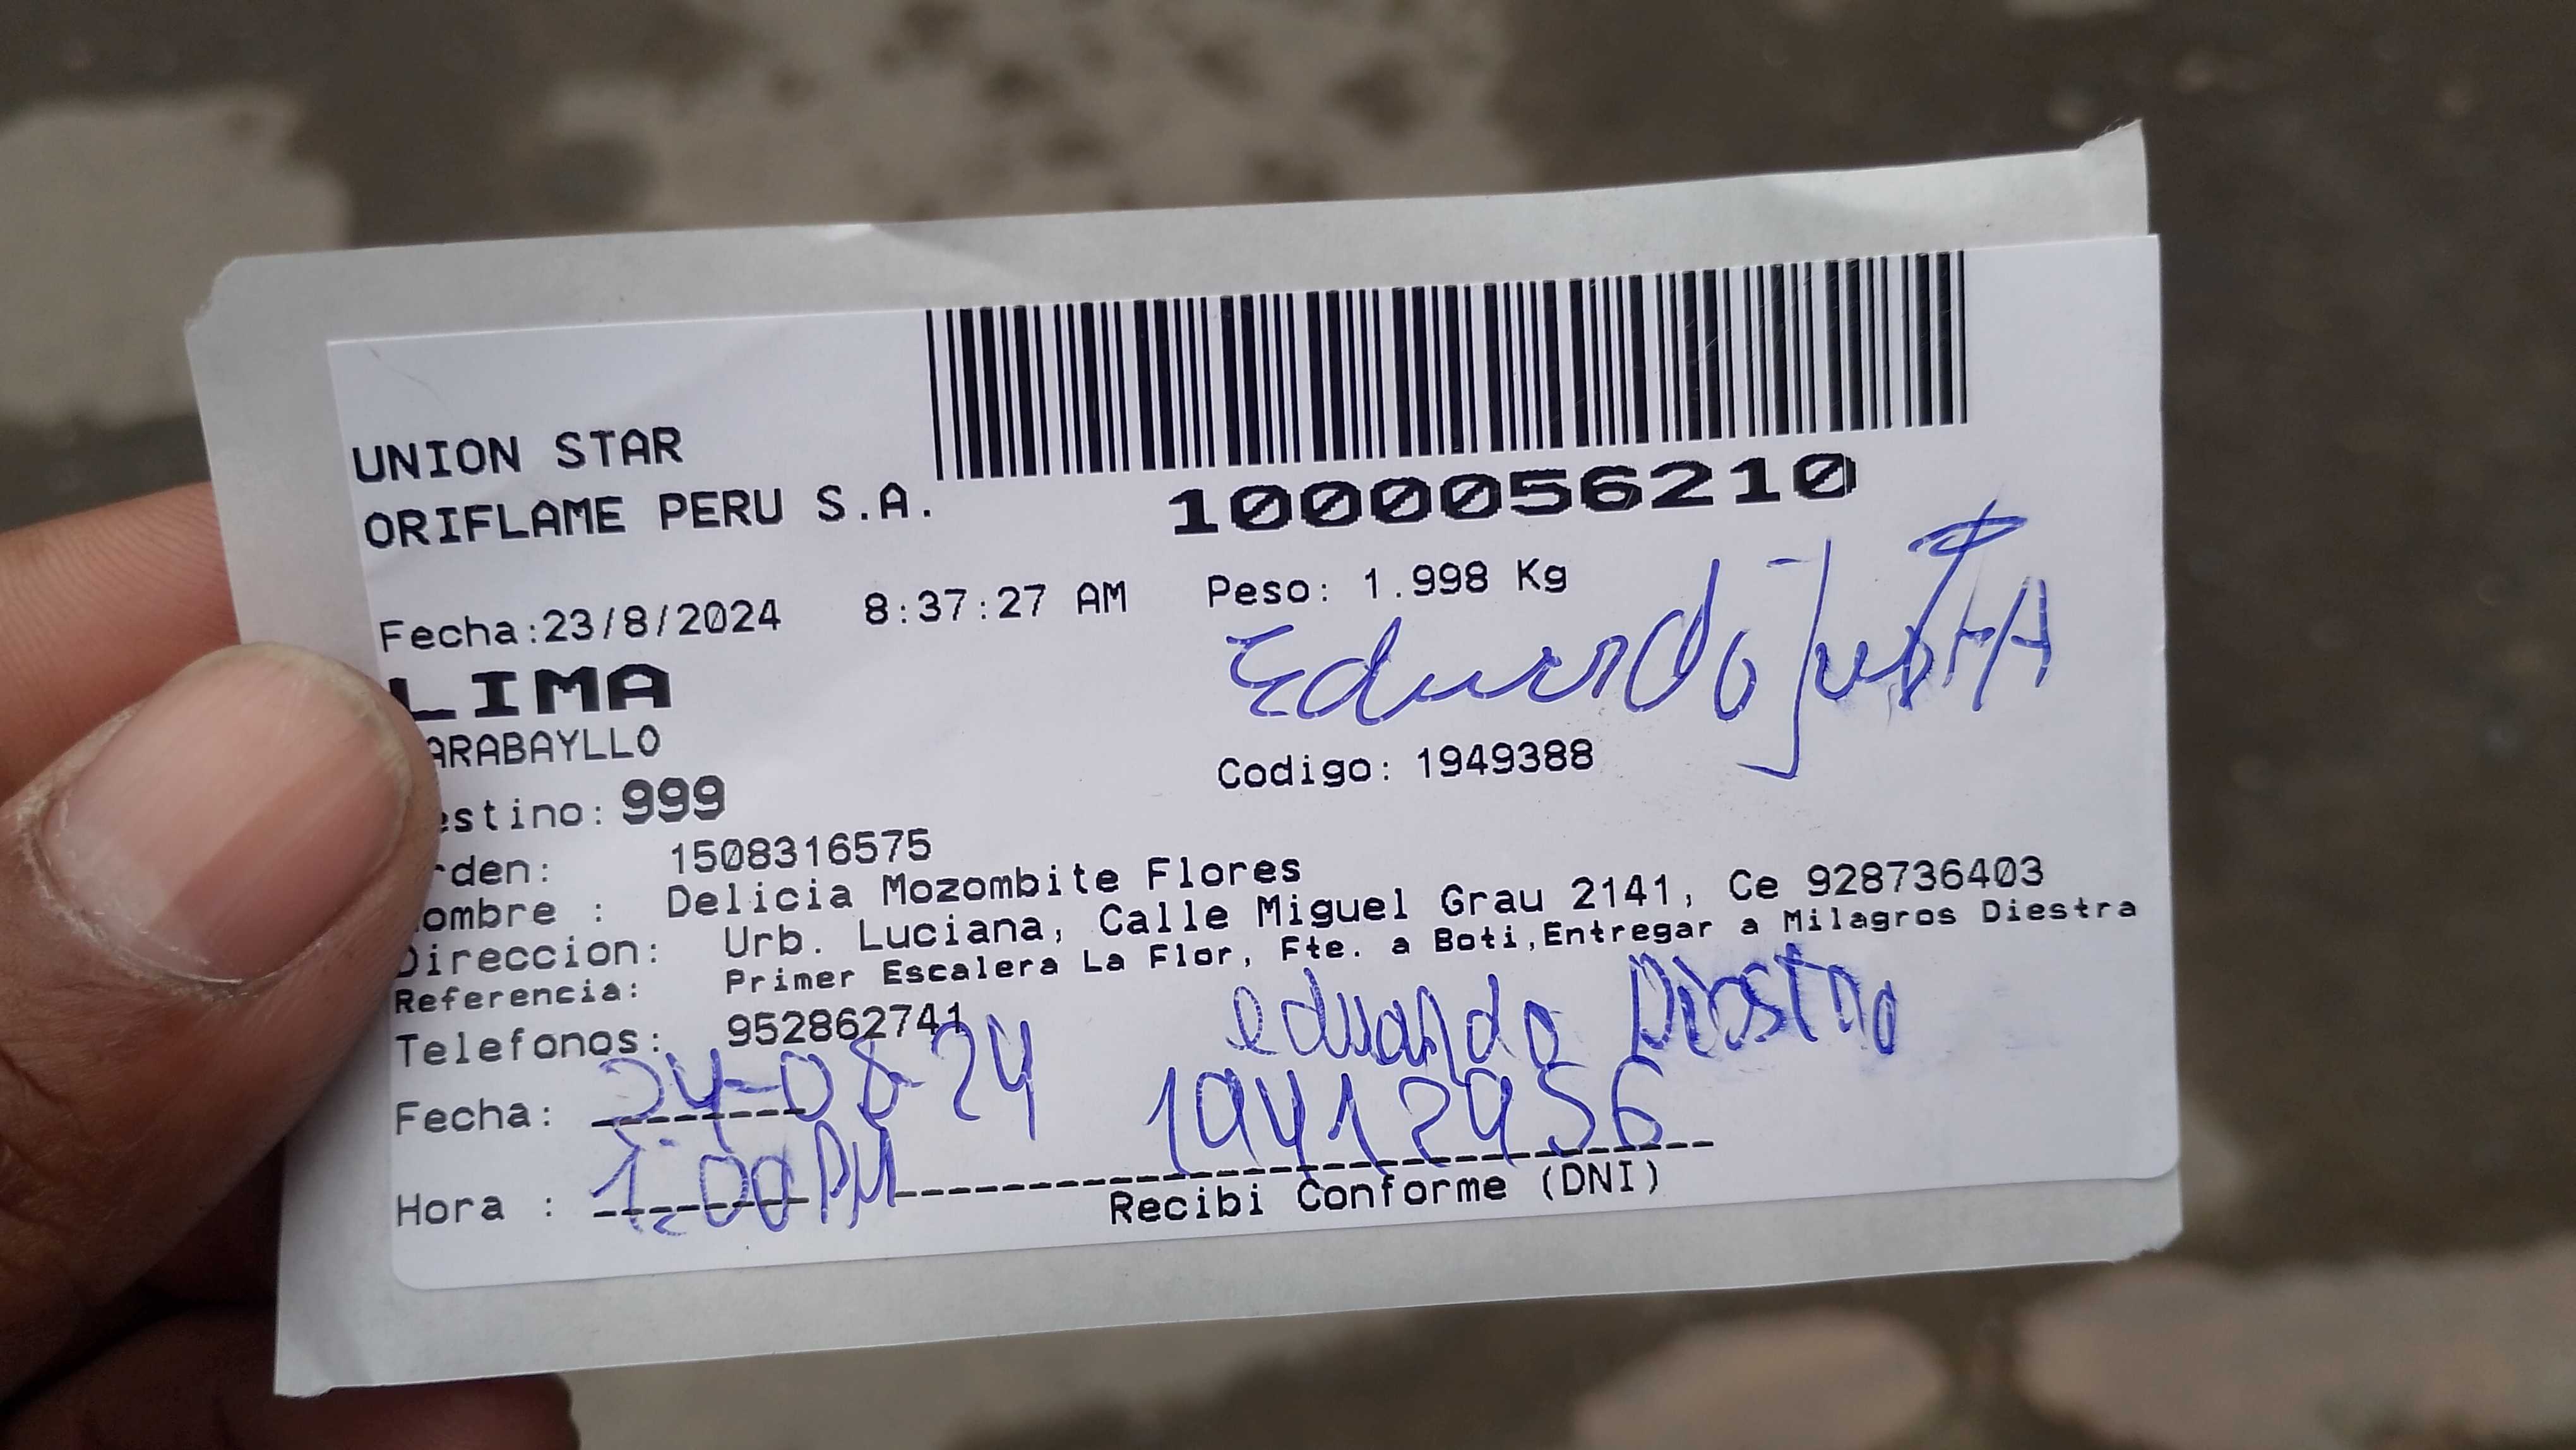 UNION STAR
ORIFLAME PERU S.A.
1000056210
Fecha:23/8/2024 8:37:27 AM Peso: 1.998 Kg
LIMA
ARABAYLLO
Eduardo
Codigo: 1949388
estino: 999
rden: 1508316575
ombre : Delicia Mozombite Flores
Direccion: Urb. Luciana, Calle Miguel Grau 2141, Ce 928736403
Referencia: Primer Escalera La Flor, Fte. a Boti,Entregar a Milagros Diestra
Telefonos: 952862741
eduardo Diestra
Fecha: 24-08-24
19412956
Hora : 1:00PM
Recibi Conforme (DNI)